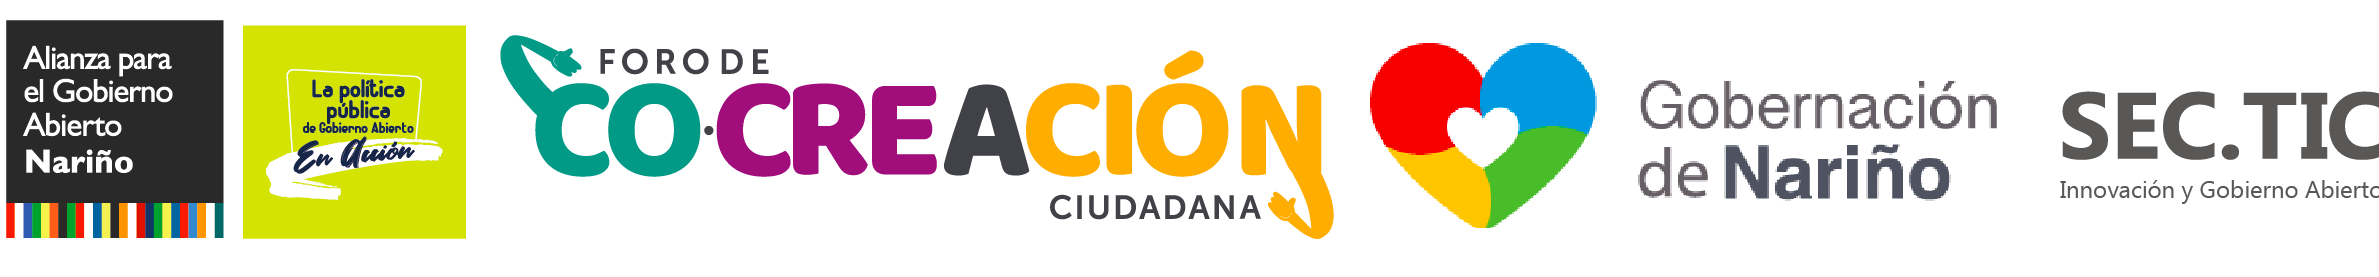 Alianza para
el Gobierno
Abierto
Nariño
La política
pública
de Gobierno Abierto
En Acción
FORO DE
CO·CREACIÓN
CIUDADANA
Gobernación
de Nariño
SEC.TIC
Innovación y Gobierno Abierto